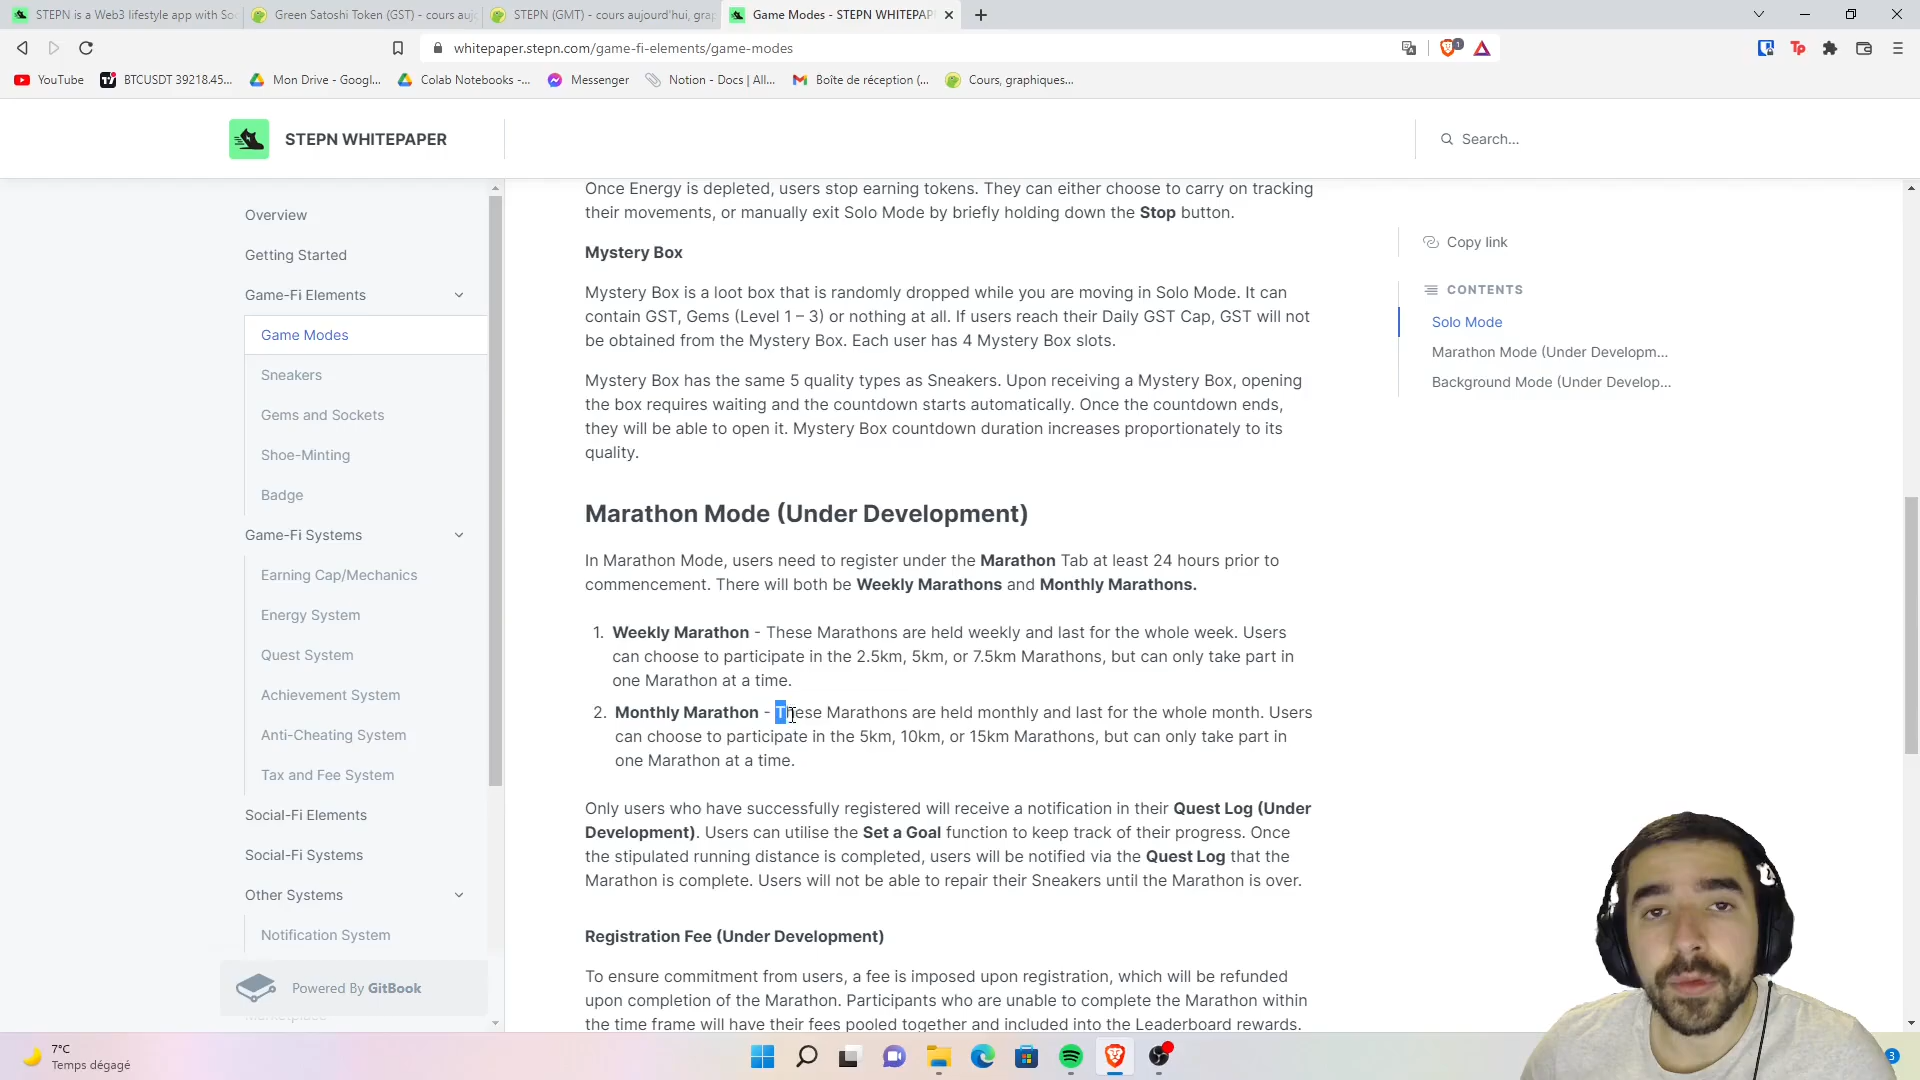 STEPN is a Web3 lifestyle app with So
Green Satoshi Token (GST) - cours auj
STEPN (GMT) - cours aujourd'hui, gra
Game Modes - STEPN WHITEPAP
whitepaper.stepn.com/game-fi-elements/game-modes
1
YouTube
BTCUSDT 39218.45...
Mon Drive - Googl...
Colab Notebooks -...
Messenger
Notion - Docs | All...
Boîte de réception (...
Cours, graphiques...
STEPN WHITEPAPER
Search...
Overview
Getting Started
Game-Fi Elements
Game Modes
Sneakers
Gems and Sockets
Shoe-Minting
Badge
Game-Fi Systems
Earning Cap/Mechanics
Energy System
Quest System
Achievement System
Anti-Cheating System
Tax and Fee System
Social-Fi Elements
Social-Fi Systems
Other Systems
Notification System
Powered By GitBook
Once Energy is depleted, users stop earning tokens. They can either choose to carry on tracking
their movements, or manually exit Solo Mode by briefly holding down the Stop button.
Mystery Box
Mystery Box is a loot box that is randomly dropped while you are moving in Solo Mode. It can
contain GST, Gems (Level 1 – 3) or nothing at all. If users reach their Daily GST Cap, GST will not
be obtained from the Mystery Box. Each user has 4 Mystery Box slots.
Mystery Box has the same 5 quality types as Sneakers. Upon receiving a Mystery Box, opening
the box requires waiting and the countdown starts automatically. Once the countdown ends,
they will be able to open it. Mystery Box countdown duration increases proportionately to its
quality.
Marathon Mode (Under Development)
In Marathon Mode, users need to register under the Marathon Tab at least 24 hours prior to
commencement. There will both be Weekly Marathons and Monthly Marathons.
1. Weekly Marathon - These Marathons are held weekly and last for the whole week. Users
can choose to participate in the 2.5km, 5km, or 7.5km Marathons, but can only take part in
one Marathon at a time.
2. Monthly Marathon - These Marathons are held monthly and last for the whole month. Users
can choose to participate in the 5km, 10km, or 15km Marathons, but can only take part in
one Marathon at a time.
Only users who have successfully registered will receive a notification in their Quest Log (Under
Development). Users can utilise the Set a Goal function to keep track of their progress. Once
the stipulated running distance is completed, users will be notified via the Quest Log that the
Marathon is complete. Users will not be able to repair their Sneakers until the Marathon is over.
Registration Fee (Under Development)
To ensure commitment from users, a fee is imposed upon registration, which will be refunded
upon completion of the Marathon. Participants who are unable to complete the Marathon within
the time frame will have their fees pooled together and included into the Leaderboard rewards.
Copy link
CONTENTS
Solo Mode
Marathon Mode (Under Developm...
Background Mode (Under Develop...
7°C
Temps dégagé
3